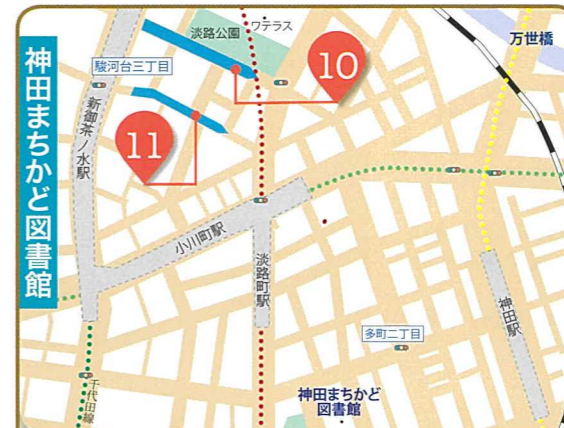 神田まちかど図書館
ワテラス
淡路公園
万世橋
駿河台三丁目
10
新御茶ノ水駅
11
小川町駅
淡路町駅
神田駅
多町二丁目
千代田線
神田まちかど
図書館